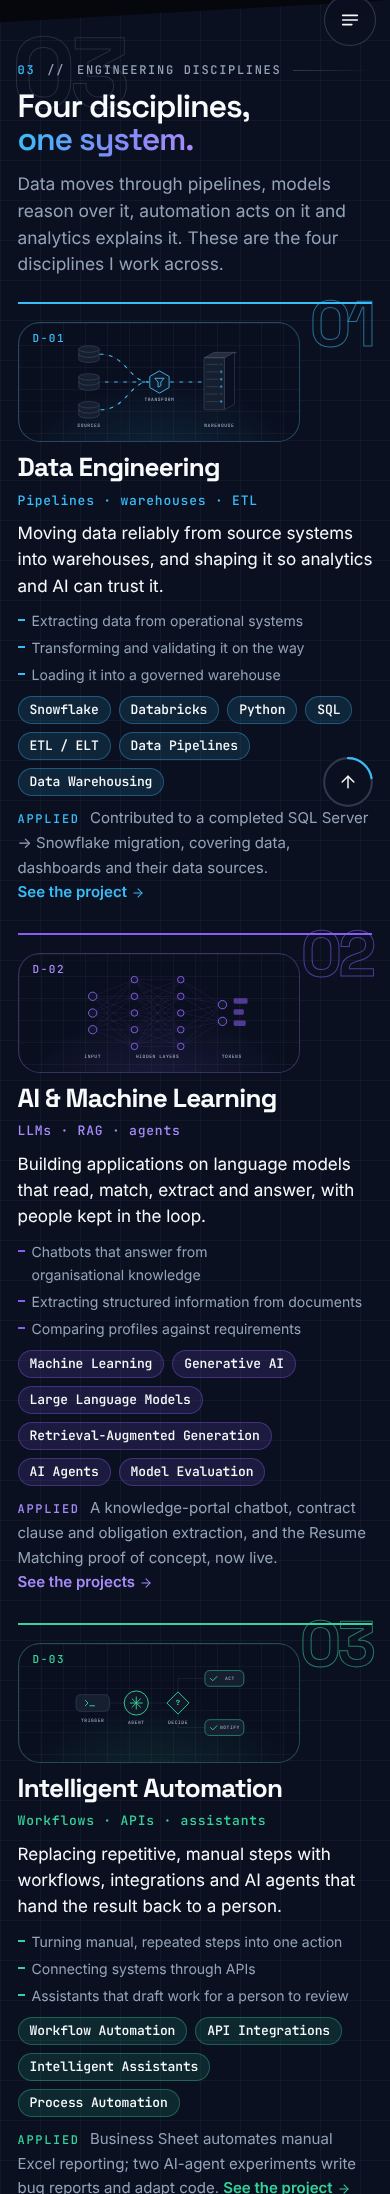 03
03 // ENGINEERING DISCIPLINES
Four disciplines,
one system.
Data moves through pipelines, models
reason over it, automation acts on it and
analytics explains it. These are the four
disciplines I work across.
01
D-01
TRANSFORM
SOURCES
WAREHOUSE
Data Engineering
Pipelines · warehouses · ETL
Moving data reliably from source systems
into warehouses, and shaping it so analytics
and AI can trust it.
Extracting data from operational systems
Transforming and validating it on the way
Loading it into a governed warehouse
Snowflake Databricks Python SQL
ETL / ELT Data Pipelines
Data Warehousing
APPLIED Contributed to a completed SQL Server
→ Snowflake migration, covering data,
dashboards and their data sources.
See the project →
02
D-02
INPUT HIDDEN LAYERS TOKENS
AI & Machine Learning
LLMs · RAG · agents
Building applications on language models
that read, match, extract and answer, with
people kept in the loop.
Chatbots that answer from
organisational knowledge
Extracting structured information from documents
Comparing profiles against requirements
Machine Learning Generative AI
Large Language Models
Retrieval-Augmented Generation
AI Agents Model Evaluation
APPLIED A knowledge-portal chatbot, contract
clause and obligation extraction, and the Resume
Matching proof of concept, now live.
See the projects →
03
D-03
ACT
?
TRIGGER AGENT DECIDE
NOTIFY
Intelligent Automation
Workflows · APIs · assistants
Replacing repetitive, manual steps with
workflows, integrations and AI agents that
hand the result back to a person.
Turning manual, repeated steps into one action
Connecting systems through APIs
Assistants that draft work for a person to review
Workflow Automation API Integrations
Intelligent Assistants
Process Automation
APPLIED Business Sheet automates manual
Excel reporting; two AI-agent experiments write
bug reports and adapt code. See the project →